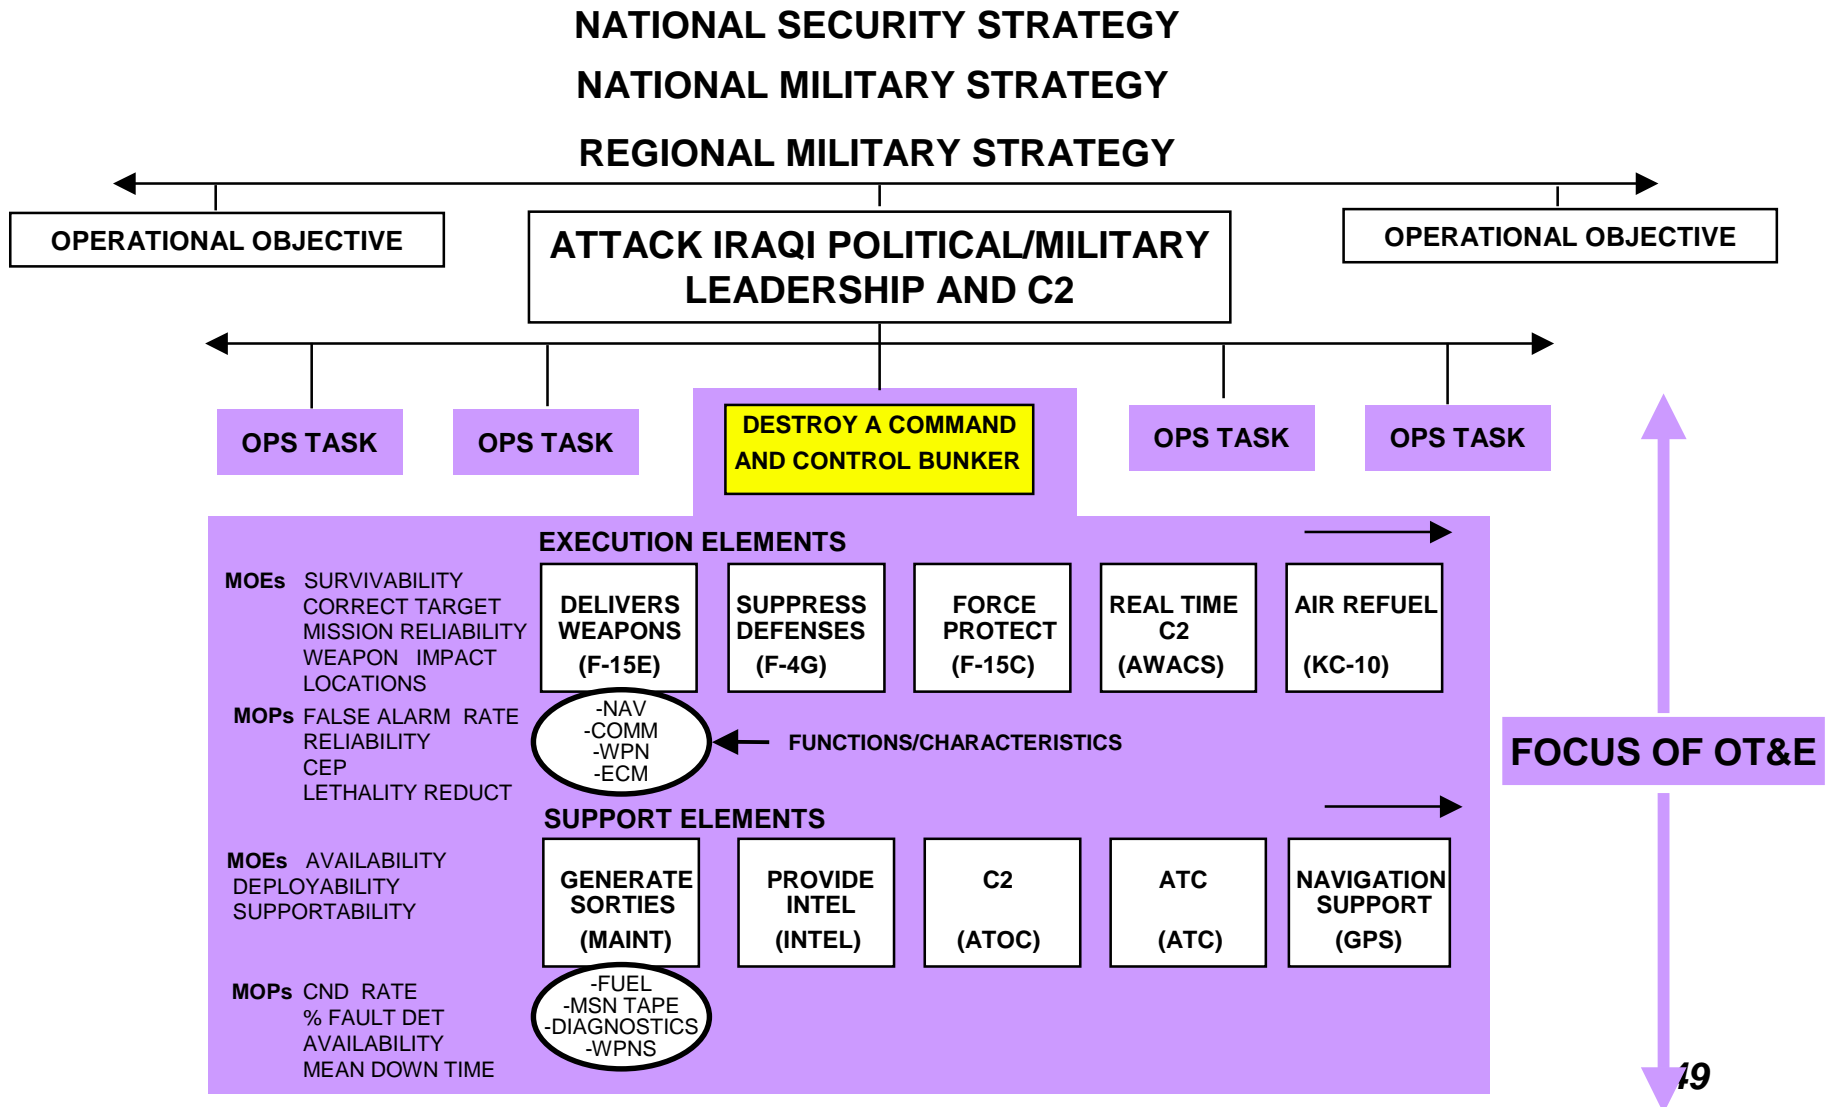 NATIONAL SECURITY STRATEGY
NATIONAL MILITARY STRATEGY
REGIONAL MILITARY STRATEGY
OPERATIONAL OBJECTIVE
ATTACK IRAQI POLITICAL/MILITARY
LEADERSHIP AND C2
OPERATIONAL OBJECTIVE
OPS TASK
OPS TASK
DESTROY A COMMAND
AND CONTROL BUNKER
OPS TASK
OPS TASK
EXECUTION ELEMENTS
MOEs SURVIVABILITY
CORRECT TARGET
MISSION RELIABILITY
WEAPON IMPACT
LOCATIONS
DELIVERS
WEAPONS
(F-15E)
SUPPRESS
DEFENSES
(F-4G)
FORCE
PROTECT
(F-15C)
REAL TIME
C2
(AWACS)
AIR REFUEL
(KC-10)
MOPs FALSE ALARM RATE
RELIABILITY
CEP
LETHALITY REDUCT
-NAV
-COMM
-WPN
-ECM
FUNCTIONS/CHARACTERISTICS
FOCUS OF OT&E
SUPPORT ELEMENTS
MOEs AVAILABILITY
DEPLOYABILITY
SUPPORTABILITY
GENERATE
SORTIES
(MAINT)
PROVIDE
INTEL
(INTEL)
C2
(ATOC)
ATC
(ATC)
NAVIGATION
SUPPORT
(GPS)
MOPs CND RATE
% FAULT DET
AVAILABILITY
MEAN DOWN TIME
-FUEL
-MSN TAPE
-DIAGNOSTICS
-WPNS
49